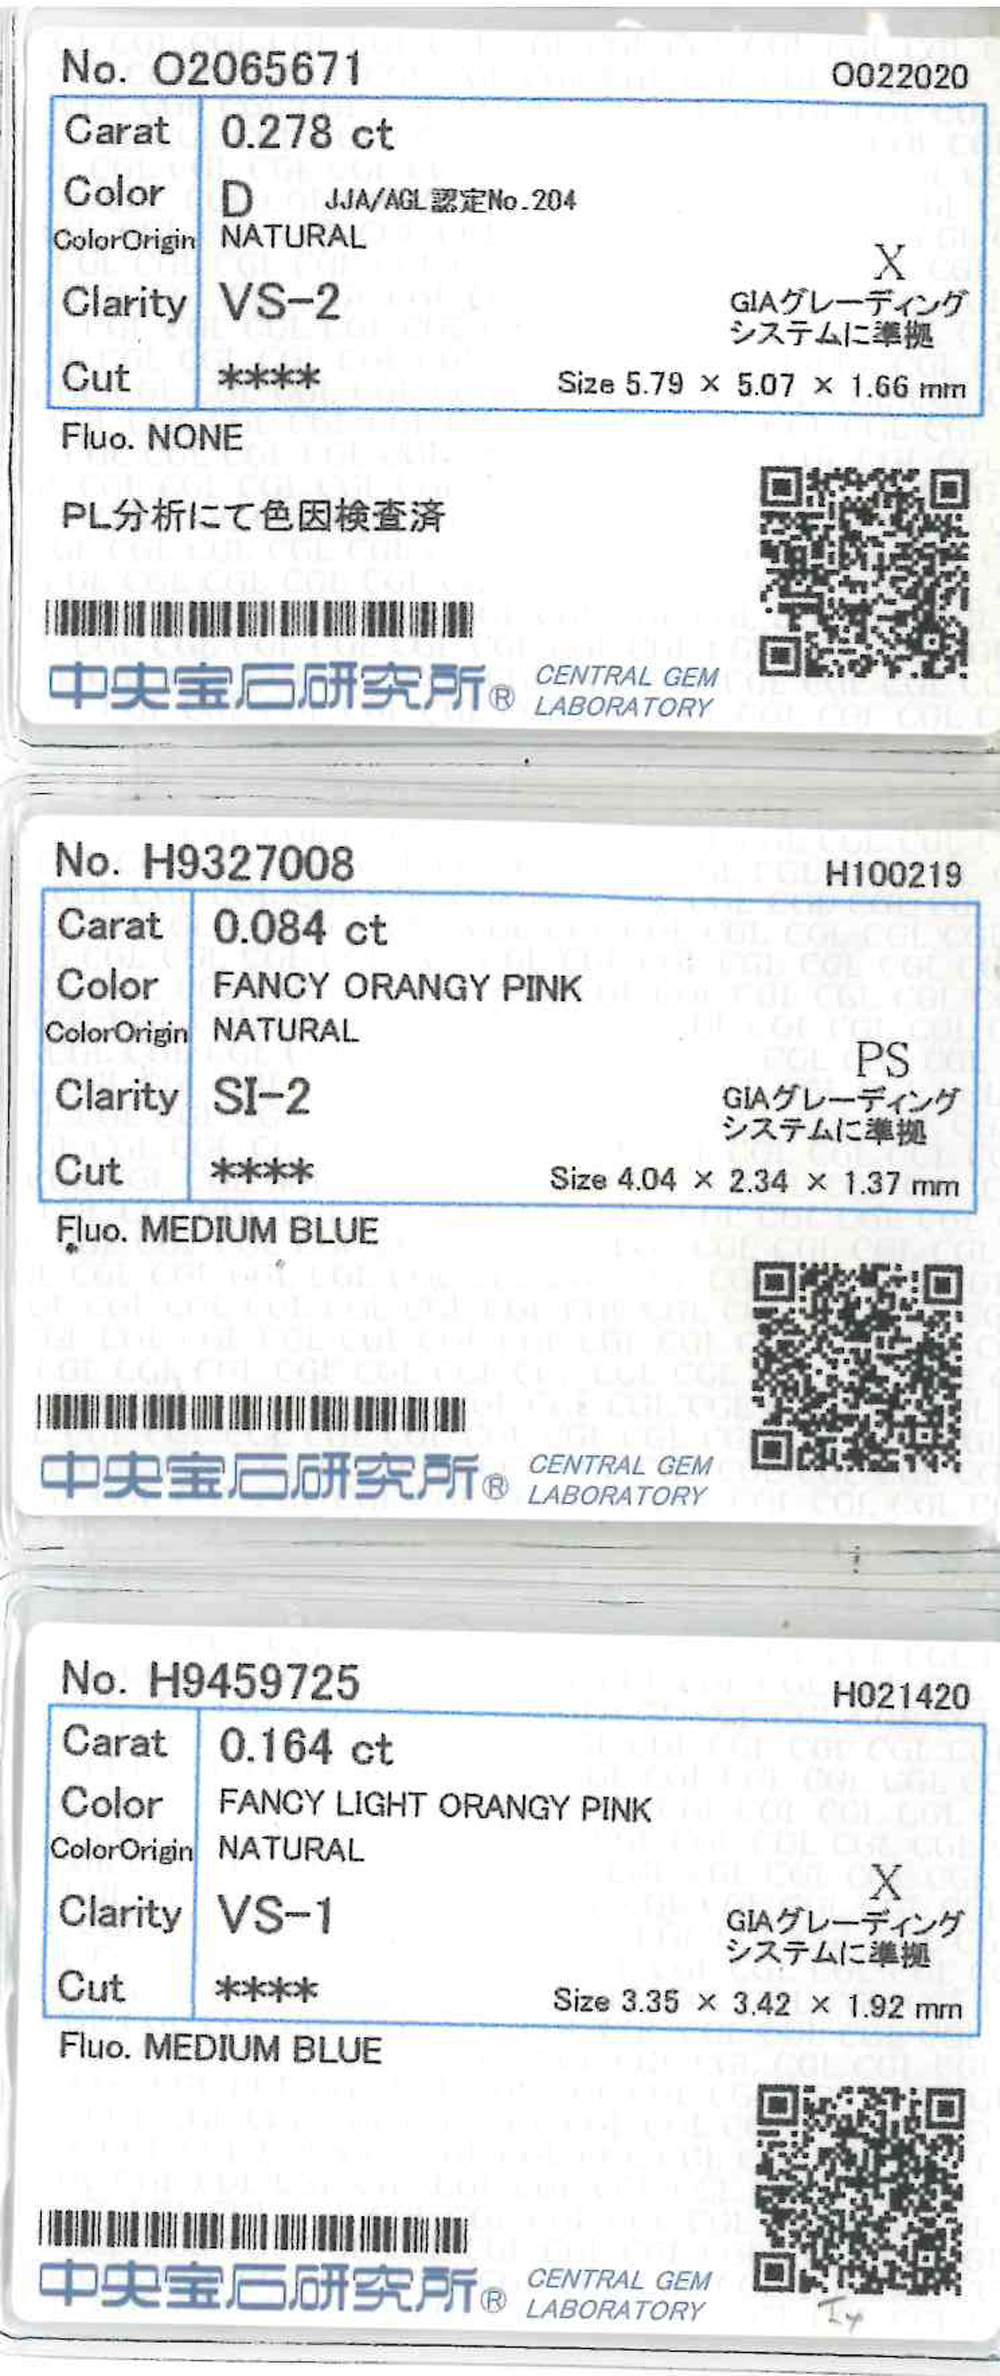 No. O2065671
O022020
Carat 0.278 ct
Color D JJA/AGL認定No.204
ColorOrigin NATURAL
X
Clarity VS-2
GIAグレーディング
システムに準拠
Cut ****
Size 5.79 × 5.07 × 1.66 mm
Fluo. NONE
PL分析にて色因検査済
中央宝石研究所® CENTRAL GEM
LABORATORY
No. H9327008
H100219
Carat 0.084 ct
Color FANCY ORANGY PINK
ColorOrigin NATURAL
PS
Clarity SI-2
GIAグレーディング
システムに準拠
Cut ****
Size 4.04 × 2.34 × 1.37 mm
Fluo. MEDIUM BLUE
中央宝石研究所® CENTRAL GEM
LABORATORY
No. H9459725
H021420
Carat 0.164 ct
Color FANCY LIGHT ORANGY PINK
ColorOrigin NATURAL
X
Clarity VS-1
GIAグレーディング
システムに準拠
Cut ****
Size 3.35 × 3.42 × 1.92 mm
Fluo. MEDIUM BLUE
中央宝石研究所® CENTRAL GEM
LABORATORY